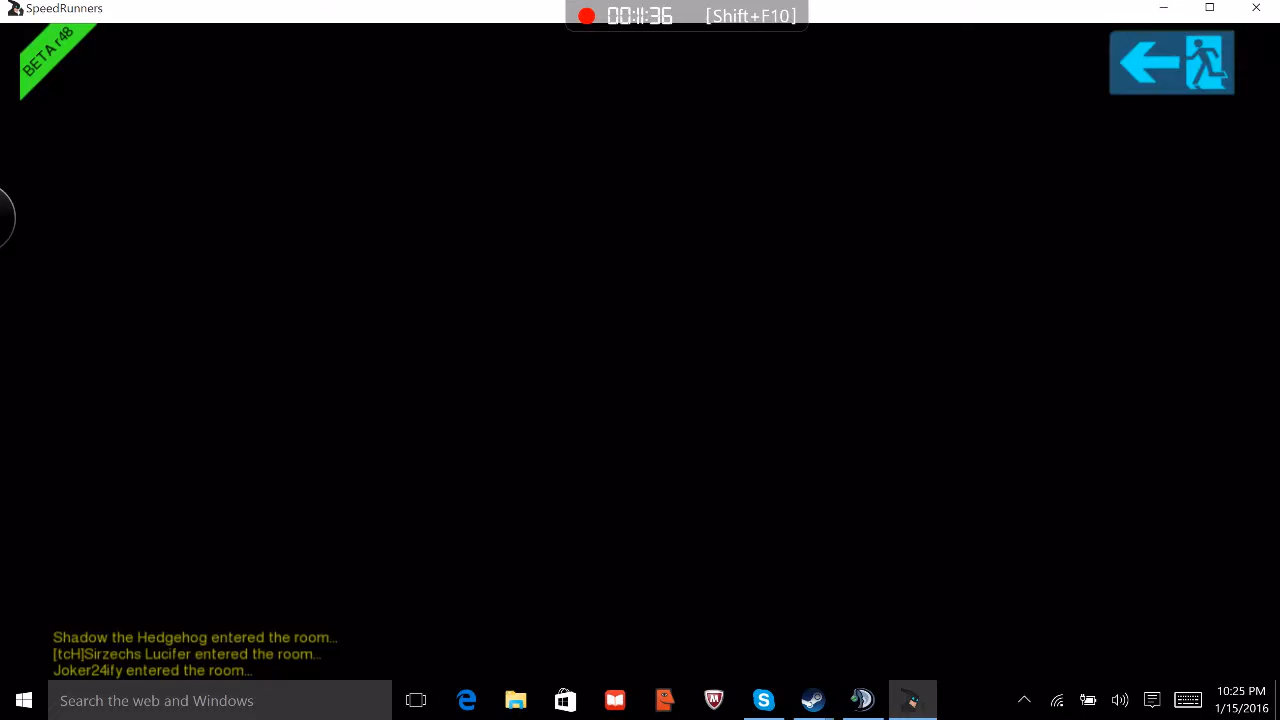 SpeedRunners
00:11:36 [Shift+F10]
BETA r48
Shadow the Hedgehog entered the room...
[tcH]Sirzechs Lucifer entered the room...
Joker24ify entered the room...
Search the web and Windows
10:25 PM
1/15/2016